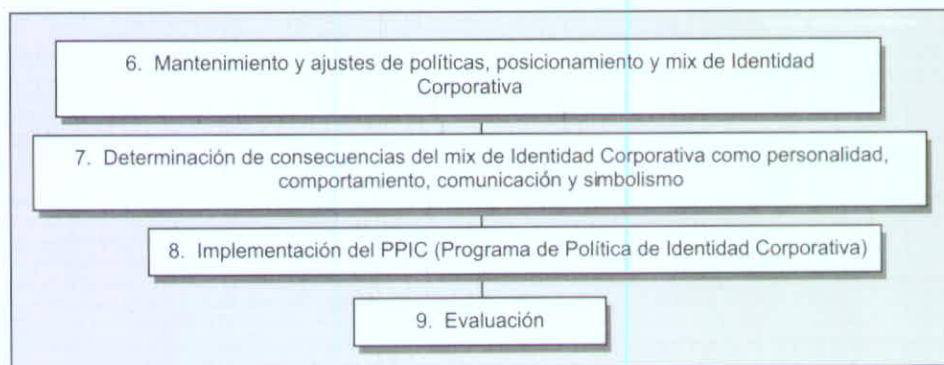 6. Mantenimiento y ajustes de políticas, posicionamiento y mix de Identidad
Corporativa
7. Determinación de consecuencias del mix de Identidad Corporativa como personalidad,
comportamiento, comunicación y simbolismo
8. Implementación del PPIC (Programa de Política de Identidad Corporativa)
9. Evaluación